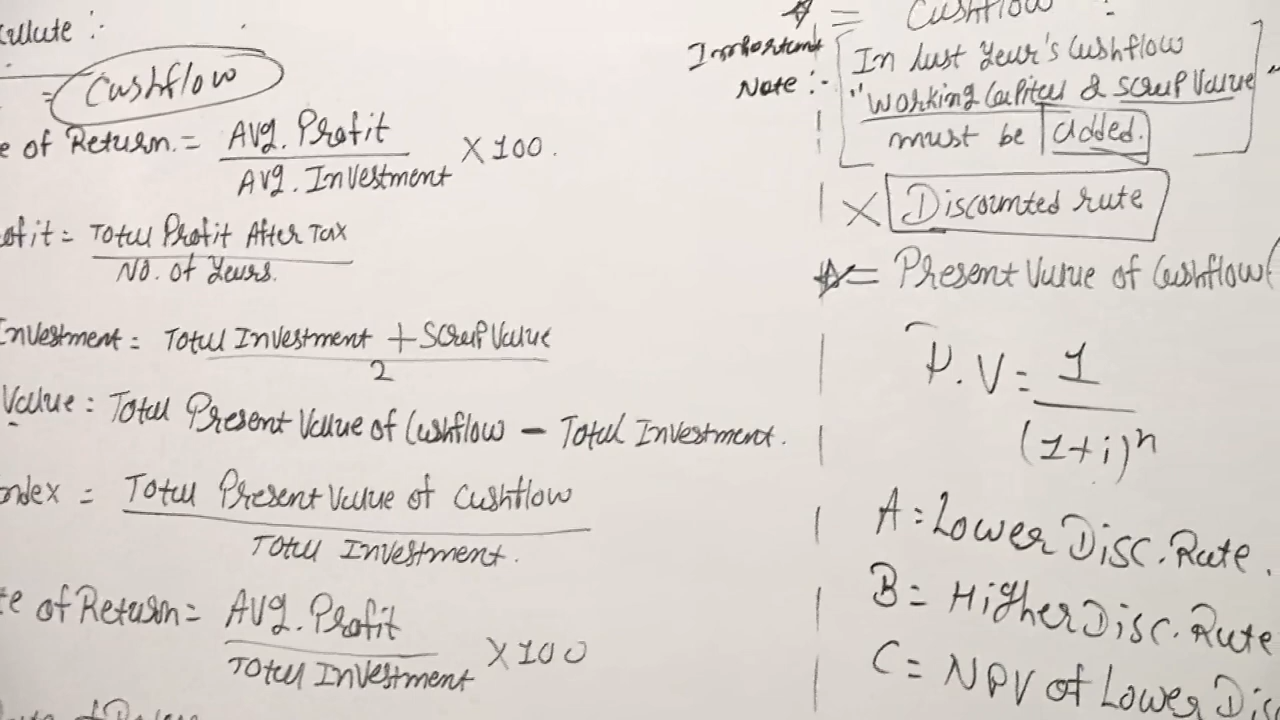 = Cashflow
e of Return = Avg. Profit / Avg. Investment X 100.
ofit = Total Profit After Tax / No. of Years.
Investment = Total Investment + Scrap Value / 2
Value = Total Present Value of Cashflow - Total Investment.
ndex = Total Present Value of Cashflow / Total Investment.
te of Return = Avg. Profit / Total Investment X 100
= Cashflow :
Important Note :-
In last year's Cashflow
"Working Capital & Scrap Value"
must be added.
X Discounted rate
= Present Value of Cashflow (
P.V = 1 / (1+i)^n
A = Lower Disc. Rate.
B = Higher Disc. Rate
C = NPV of Lower Dis